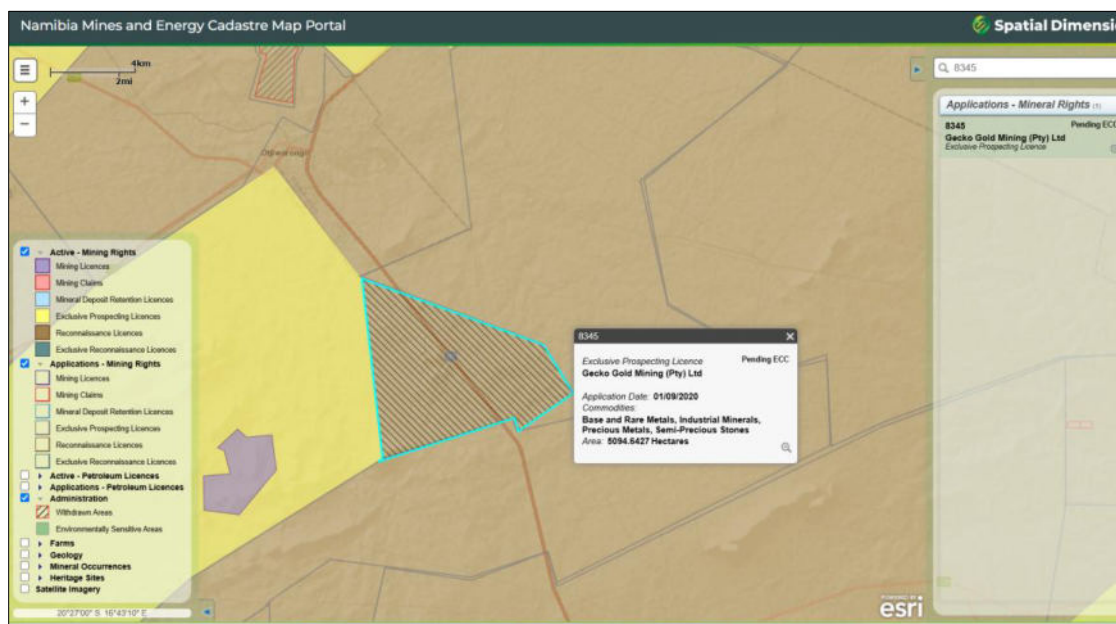 Namibia Mines and Energy Cadastre Map Portal
Spatial Dimensi
4km
2mi
8345
Applications - Mineral Rights (1)
8345
Pending ECC
Gecko Gold Mining (Pty) Ltd
Exclusive Prospecting Licence
8345
Exclusive Prospecting Licence
Pending ECC
Gecko Gold Mining (Pty) Ltd
Application Date: 01/09/2020
Commodities:
Base and Rare Metals, Industrial Minerals,
Precious Metals, Semi-Precious Stones
Area: 5094.6427 Hectares
Active - Mining Rights
Mining Licences
Mining Claims
Mineral Deposit Retention Licences
Exclusive Prospecting Licences
Reconnaissance Licences
Exclusive Reconnaissance Licences
Applications - Mining Rights
Mining Licences
Mining Claims
Mineral Deposit Retention Licences
Exclusive Prospecting Licences
Reconnaissance Licences
Exclusive Reconnaissance Licences
Active - Petroleum Licences
Applications - Petroleum Licences
Administration
Withdrawn Areas
Environmentally Sensitive Areas
Farms
Geology
Mineral Occurrences
Heritage Sites
Satellite Imagery
20°27'00" S, 16°43'10" E
POWERED BY
esri